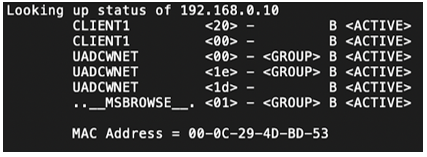 Looking up status of 192.168.0.10
CLIENT1 <20> - B <ACTIVE>
CLIENT1 <00> - B <ACTIVE>
UADCWNET <00> - <GROUP> B <ACTIVE>
UADCWNET <1e> - <GROUP> B <ACTIVE>
UADCWNET <1d> - B <ACTIVE>
..__MSBROWSE__. <01> - <GROUP> B <ACTIVE>
MAC Address = 00-0C-29-4D-BD-53